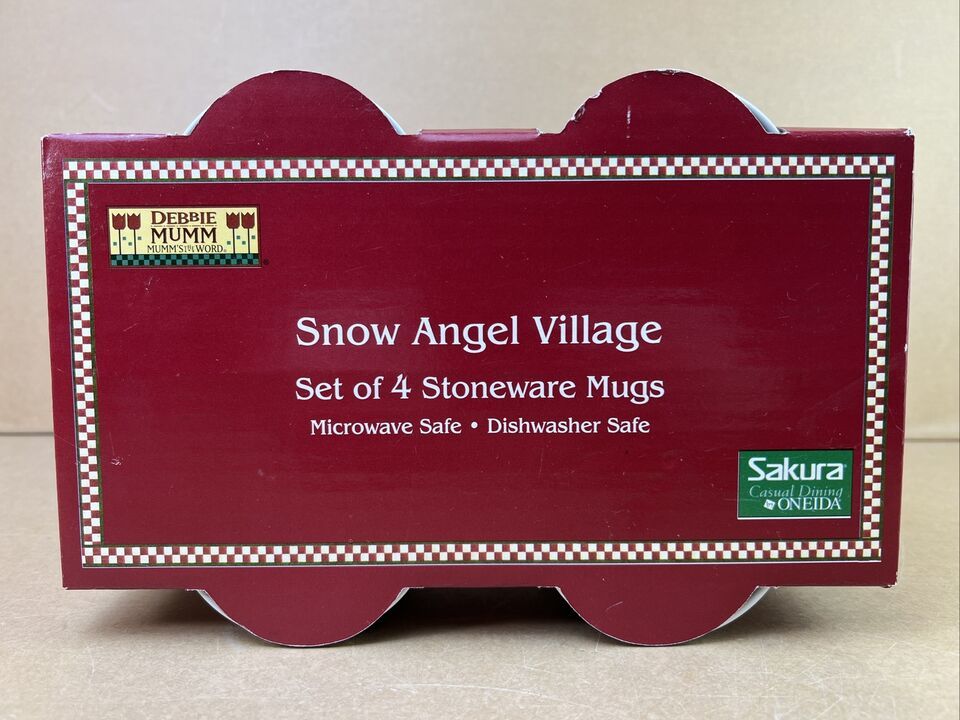 DEBBIE
MUMM
MUMM'S THE WORD®
®
Snow Angel Village
Set of 4 Stoneware Mugs
Microwave Safe • Dishwasher Safe
Sakura®
Casual Dining
ONEIDA®